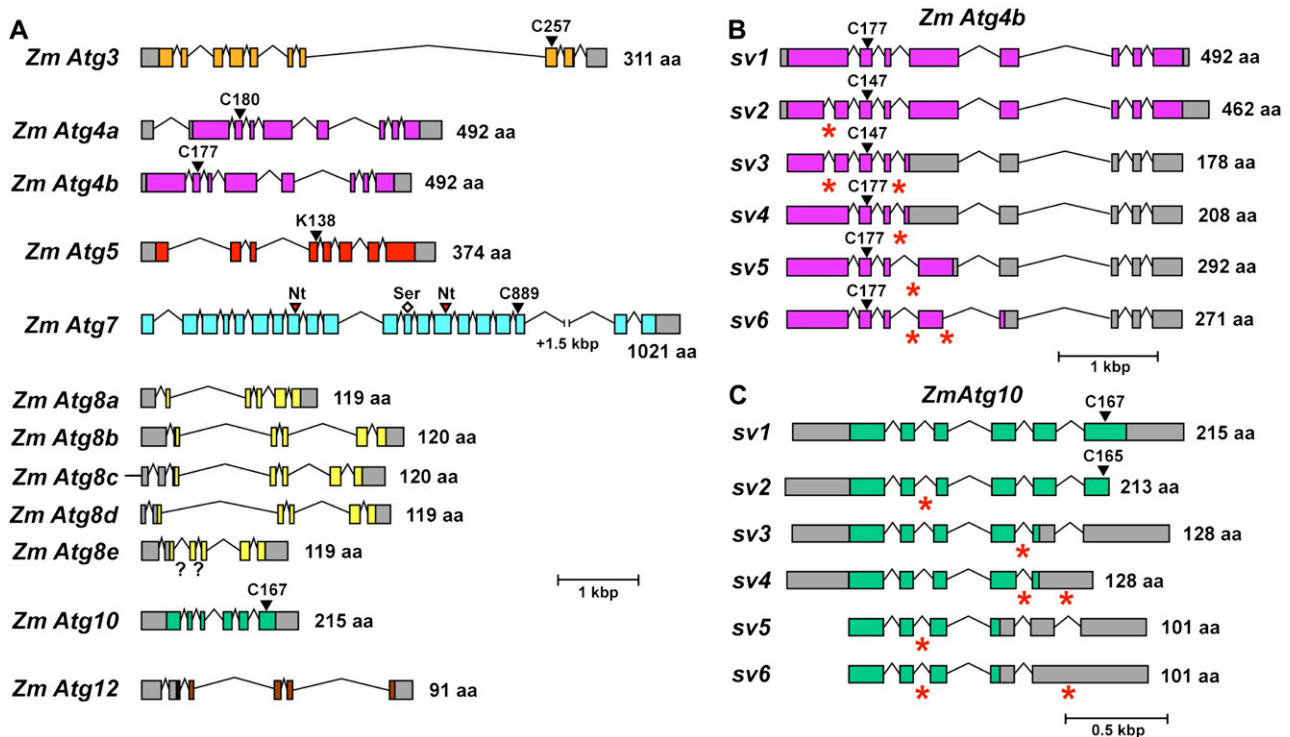 A
Zm Atg3 C257 311 aa
Zm Atg4a C180 492 aa
Zm Atg4b C177 492 aa
Zm Atg5 K138 374 aa
Zm Atg7 Nt Ser Nt C889 +1.5 kbp 1021 aa
Zm Atg8a 119 aa
Zm Atg8b 120 aa
Zm Atg8c 120 aa
Zm Atg8d 119 aa
Zm Atg8e ? ? 119 aa
1 kbp
Zm Atg10 C167 215 aa
Zm Atg12 91 aa
B Zm Atg4b
sv1 C177 492 aa
sv2 C147 462 aa
*
sv3 C147 178 aa
* *
sv4 C177 208 aa
*
sv5 C177 292 aa
*
sv6 C177 271 aa
* *
1 kbp
C ZmAtg10
sv1 C167 215 aa
sv2 C165 213 aa
*
sv3 128 aa
*
sv4 128 aa
* *
sv5 101 aa
*
sv6 101 aa
* *
0.5 kbp